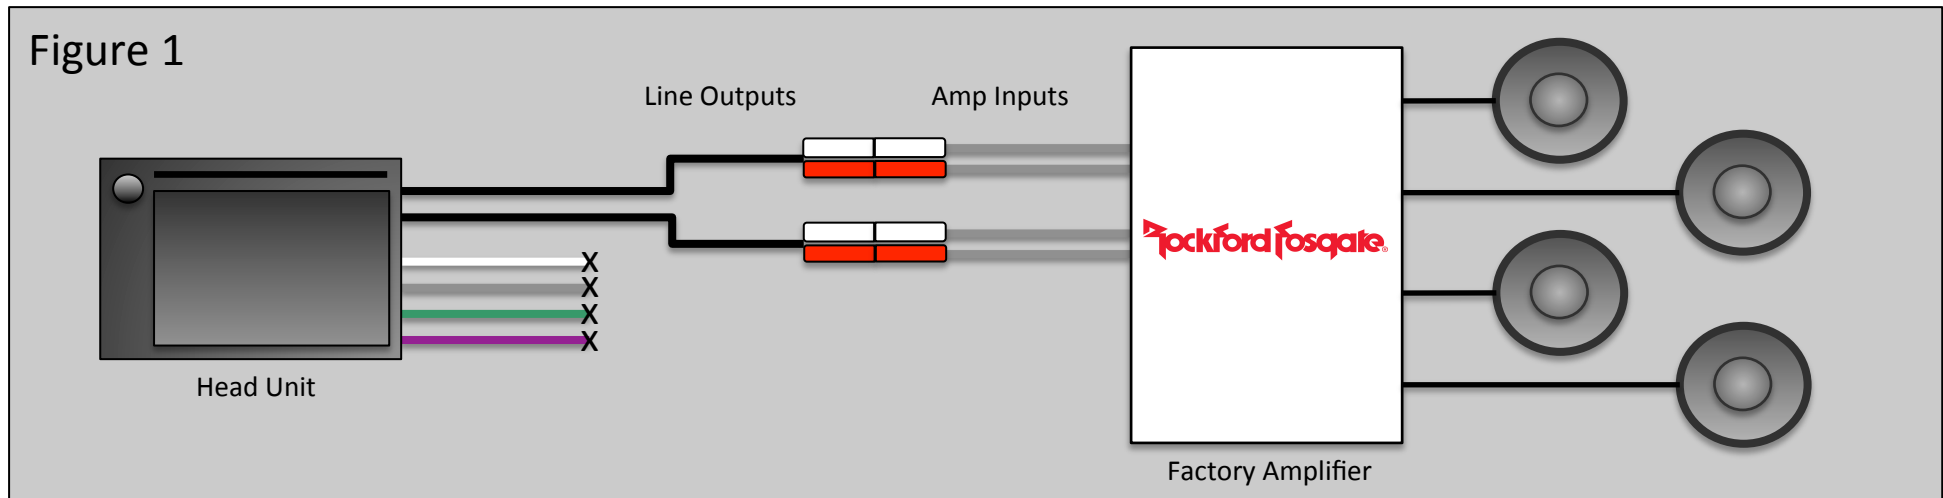 Figure 1
Line Outputs
Amp Inputs
Rockford Fosgate®
X
X
X
X
Head Unit
Factory Amplifier